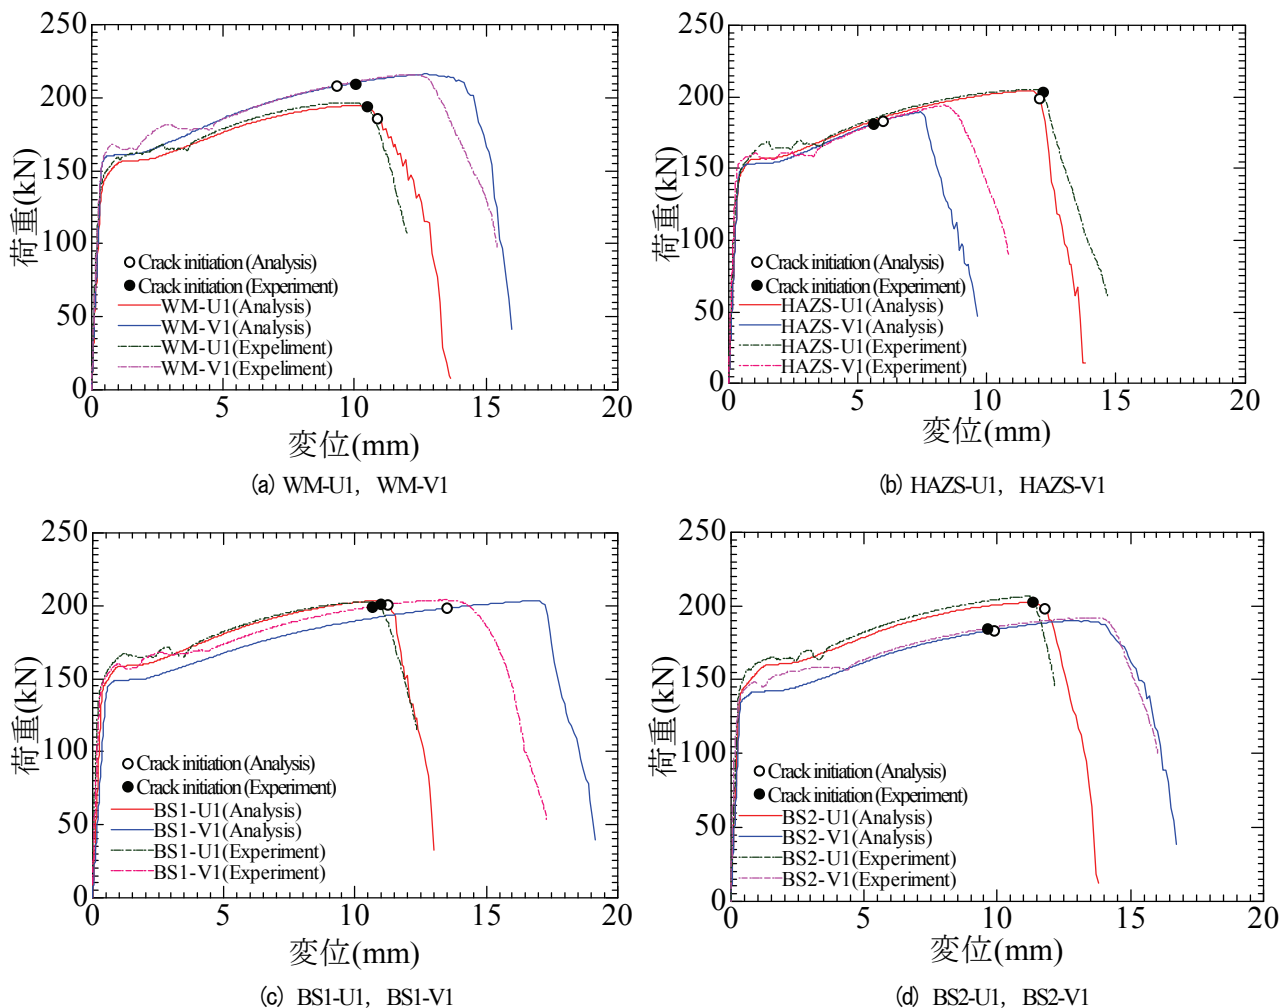 250
200
150
100
50
0
荷重(kN)
Crack initiation (Analysis)
Crack initiation (Experiment)
WM-U1(Analysis)
WM-V1(Analysis)
WM-U1(Expeliment)
WM-V1(Expeliment)
0 5 10 15 20
変位(mm)
(a) WM-U1, WM-V1
250
200
150
100
50
0
荷重(kN)
Crack initiation (Analysis)
Crack initiation (Experiment)
HAZS-U1(Analysis)
HAZS-V1(Analysis)
HAZS-U1(Experiment)
HAZS-V1(Experiment)
0 5 10 15 20
変位(mm)
(b) HAZS-U1, HAZS-V1
250
200
150
100
50
0
荷重(kN)
Crack initiation (Analysis)
Crack initiation (Experiment)
BS1-U1(Analysis)
BS1-V1(Analysis)
BS1-U1(Experiment)
BS1-V1(Experiment)
0 5 10 15 20
変位(mm)
(c) BS1-U1, BS1-V1
250
200
150
100
50
0
荷重(kN)
Crack initiation (Analysis)
Crack initiation (Experiment)
BS2-U1(Analysis)
BS2-V1(Analysis)
BS2-U1(Experiment)
BS2-V1(Experiment)
0 5 10 15 20
変位(mm)
(d) BS2-U1, BS2-V1